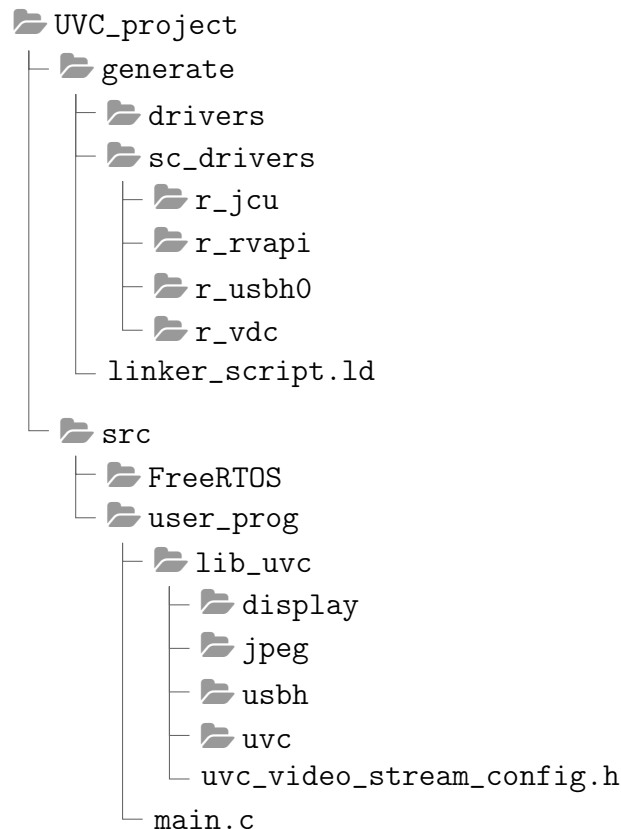 UVC_project
generate
drivers
sc_drivers
r_jcu
r_rvapi
r_usbh0
r_vdc
linker_script.ld
src
FreeRTOS
user_prog
lib_uvc
display
jpeg
usbh
uvc
uvc_video_stream_config.h
main.c